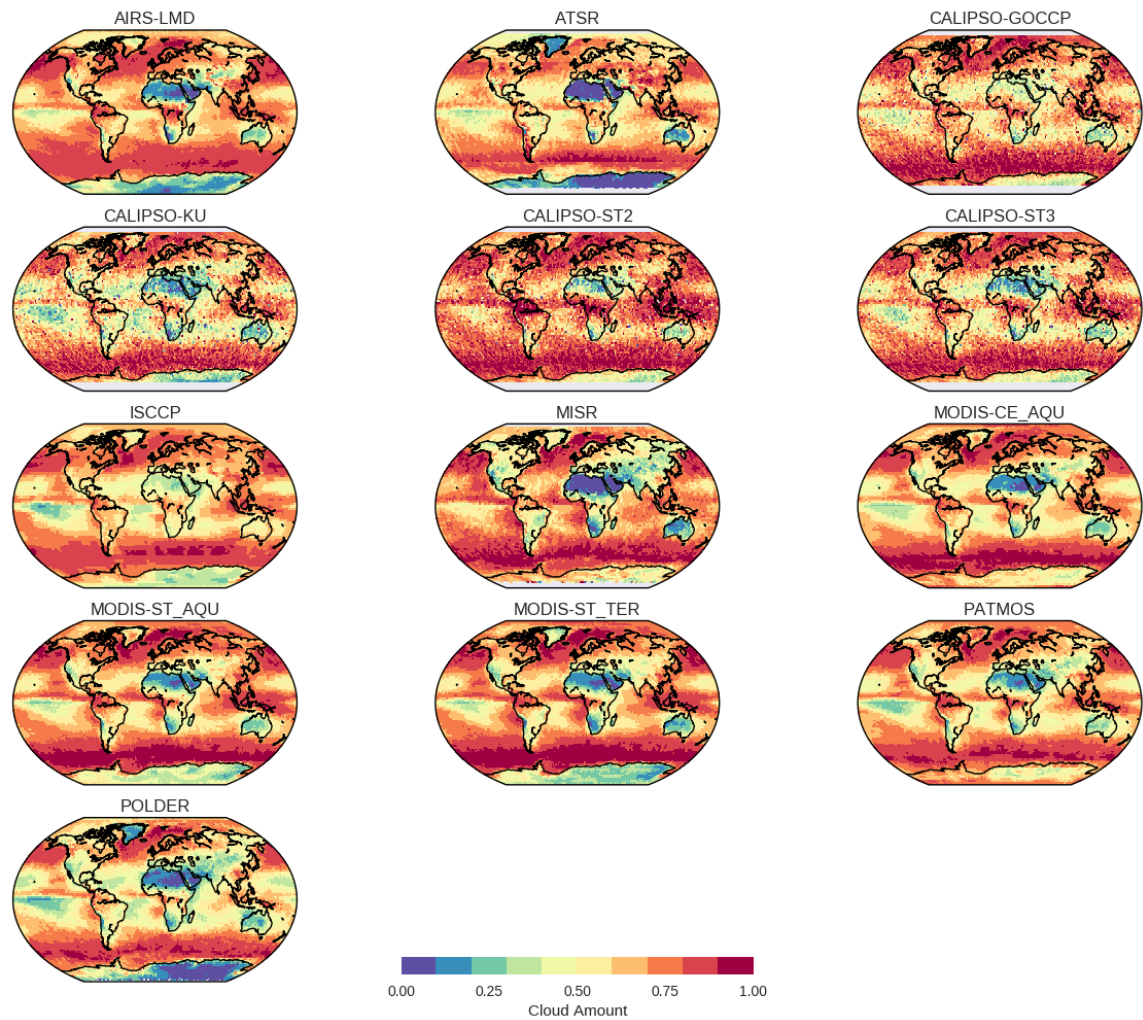 AIRS-LMD
ATSR
CALIPSO-GOCCP
CALIPSO-KU
CALIPSO-ST2
CALIPSO-ST3
ISCCP
MISR
MODIS-CE_AQU
MODIS-ST_AQU
MODIS-ST_TER
PATMOS
POLDER
0.00 0.25 0.50 0.75 1.00
Cloud Amount